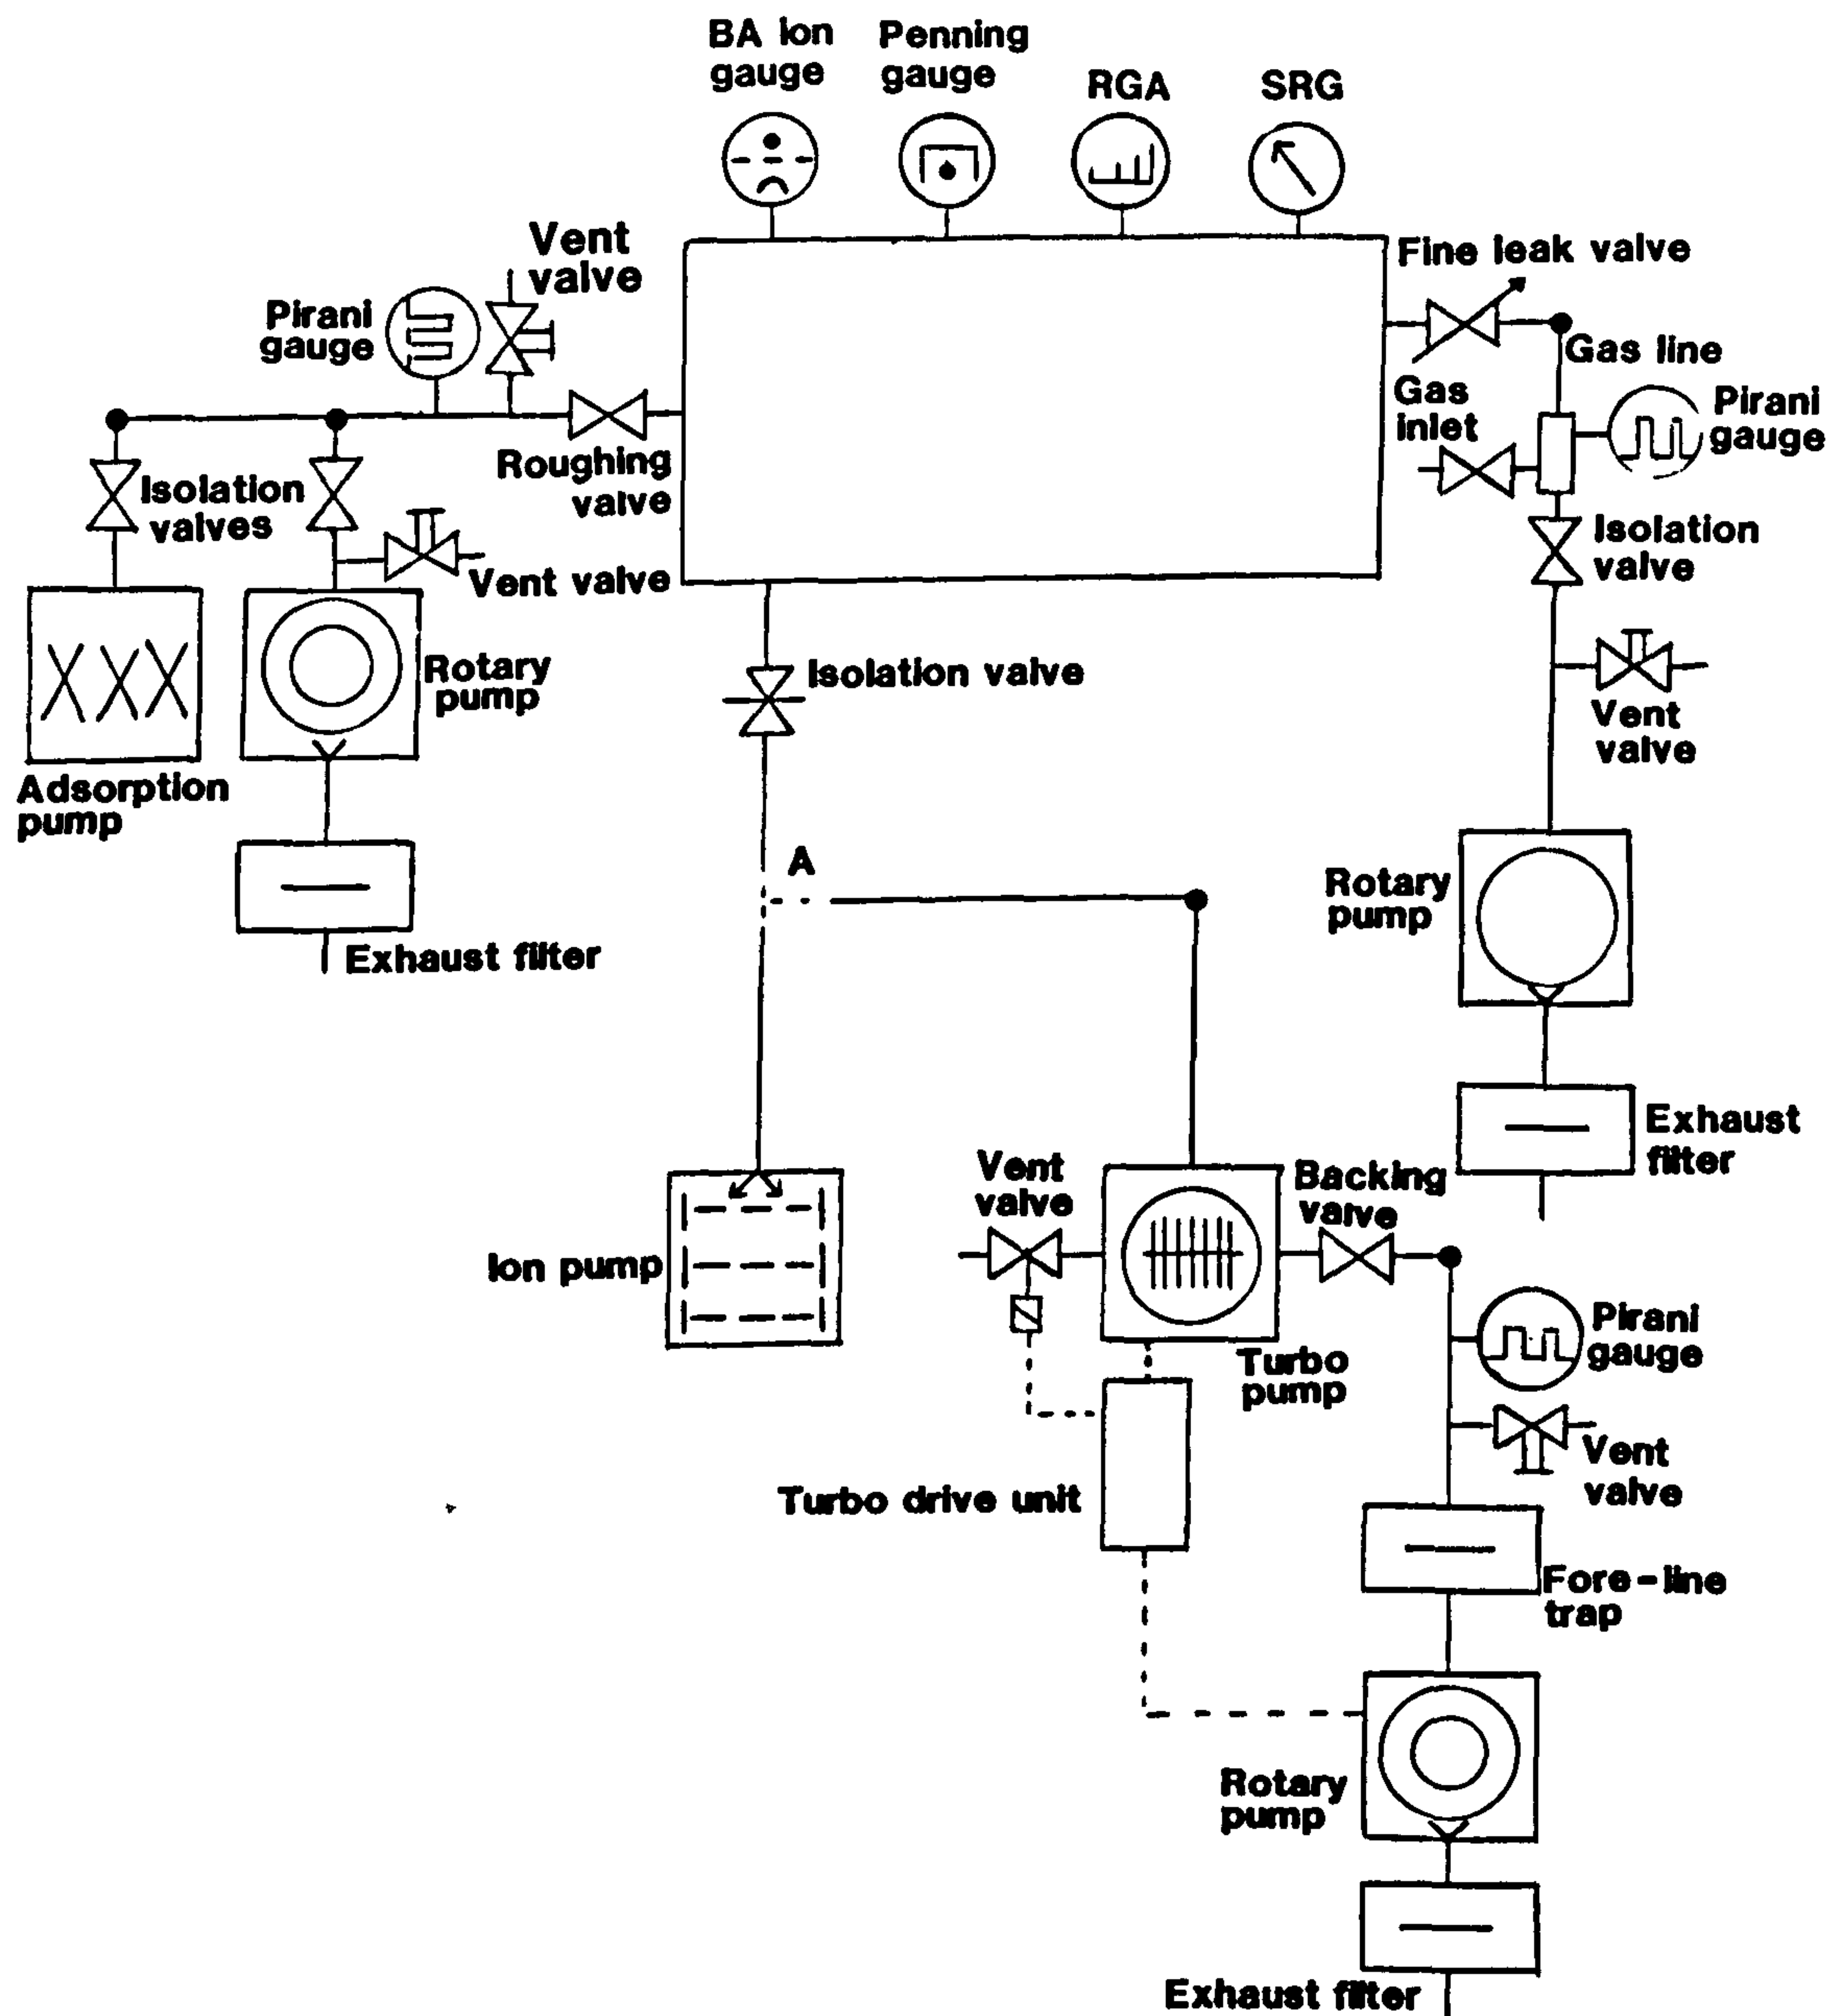 BA Ion
gauge
Penning
gauge
RGA
SRG
Vent
valve
Fine leak valve
Pirani
gauge
Gas line
Gas
inlet
Pirani
gauge
Roughing
valve
Isolation
valves
Isolation
valve
Vent valve
Rotary
pump
Isolation valve
Vent
valve
Adsorption
pump
A
Rotary
pump
Exhaust filter
Exhaust
filter
Vent
valve
Backing
valve
Ion pump
Pirani
gauge
Turbo
pump
Vent
valve
Turbo drive unit
Fore-line
trap
Rotary
pump
Exhaust filter